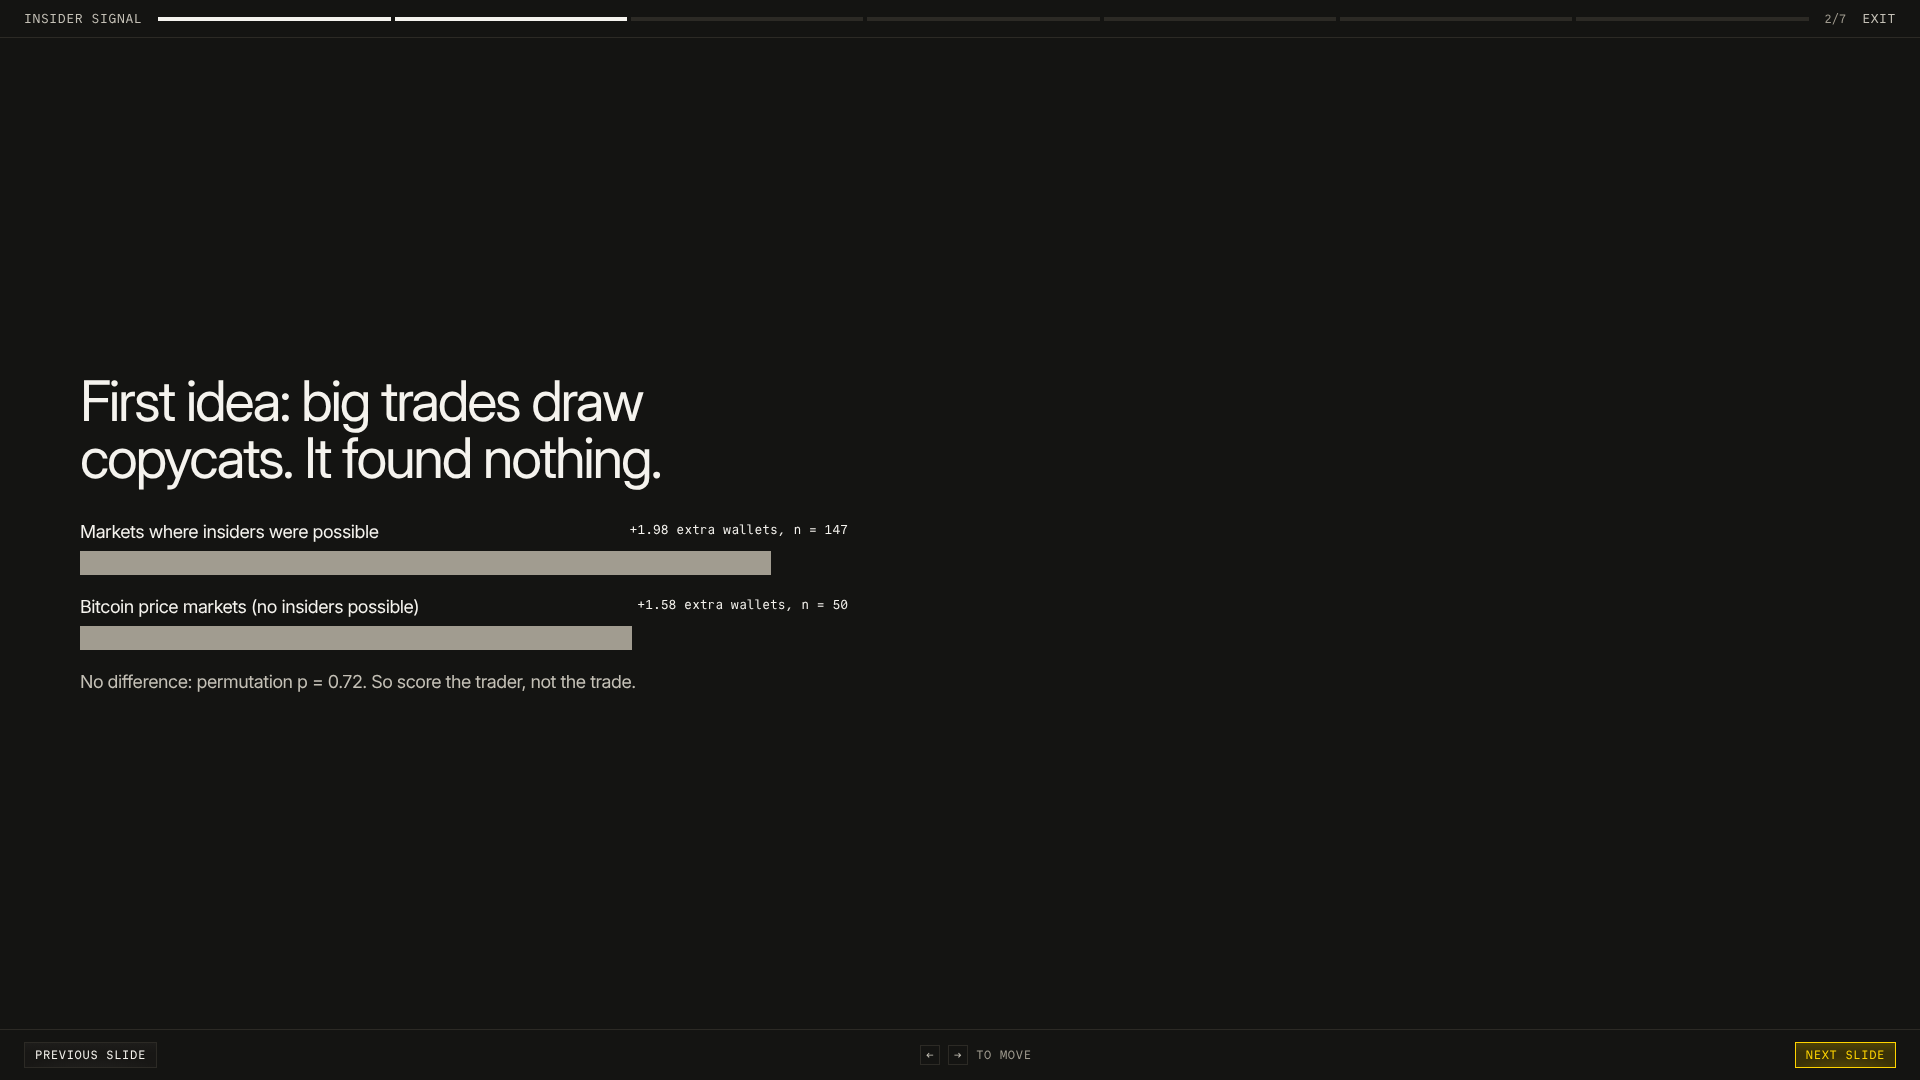 INSIDER SIGNAL
2/7 EXIT
First idea: big trades draw
copycats. It found nothing.
Markets where insiders were possible
+1.98 extra wallets, n = 147
Bitcoin price markets (no insiders possible)
+1.58 extra wallets, n = 50
No difference: permutation p = 0.72. So score the trader, not the trade.
PREVIOUS SLIDE
← → TO MOVE
NEXT SLIDE